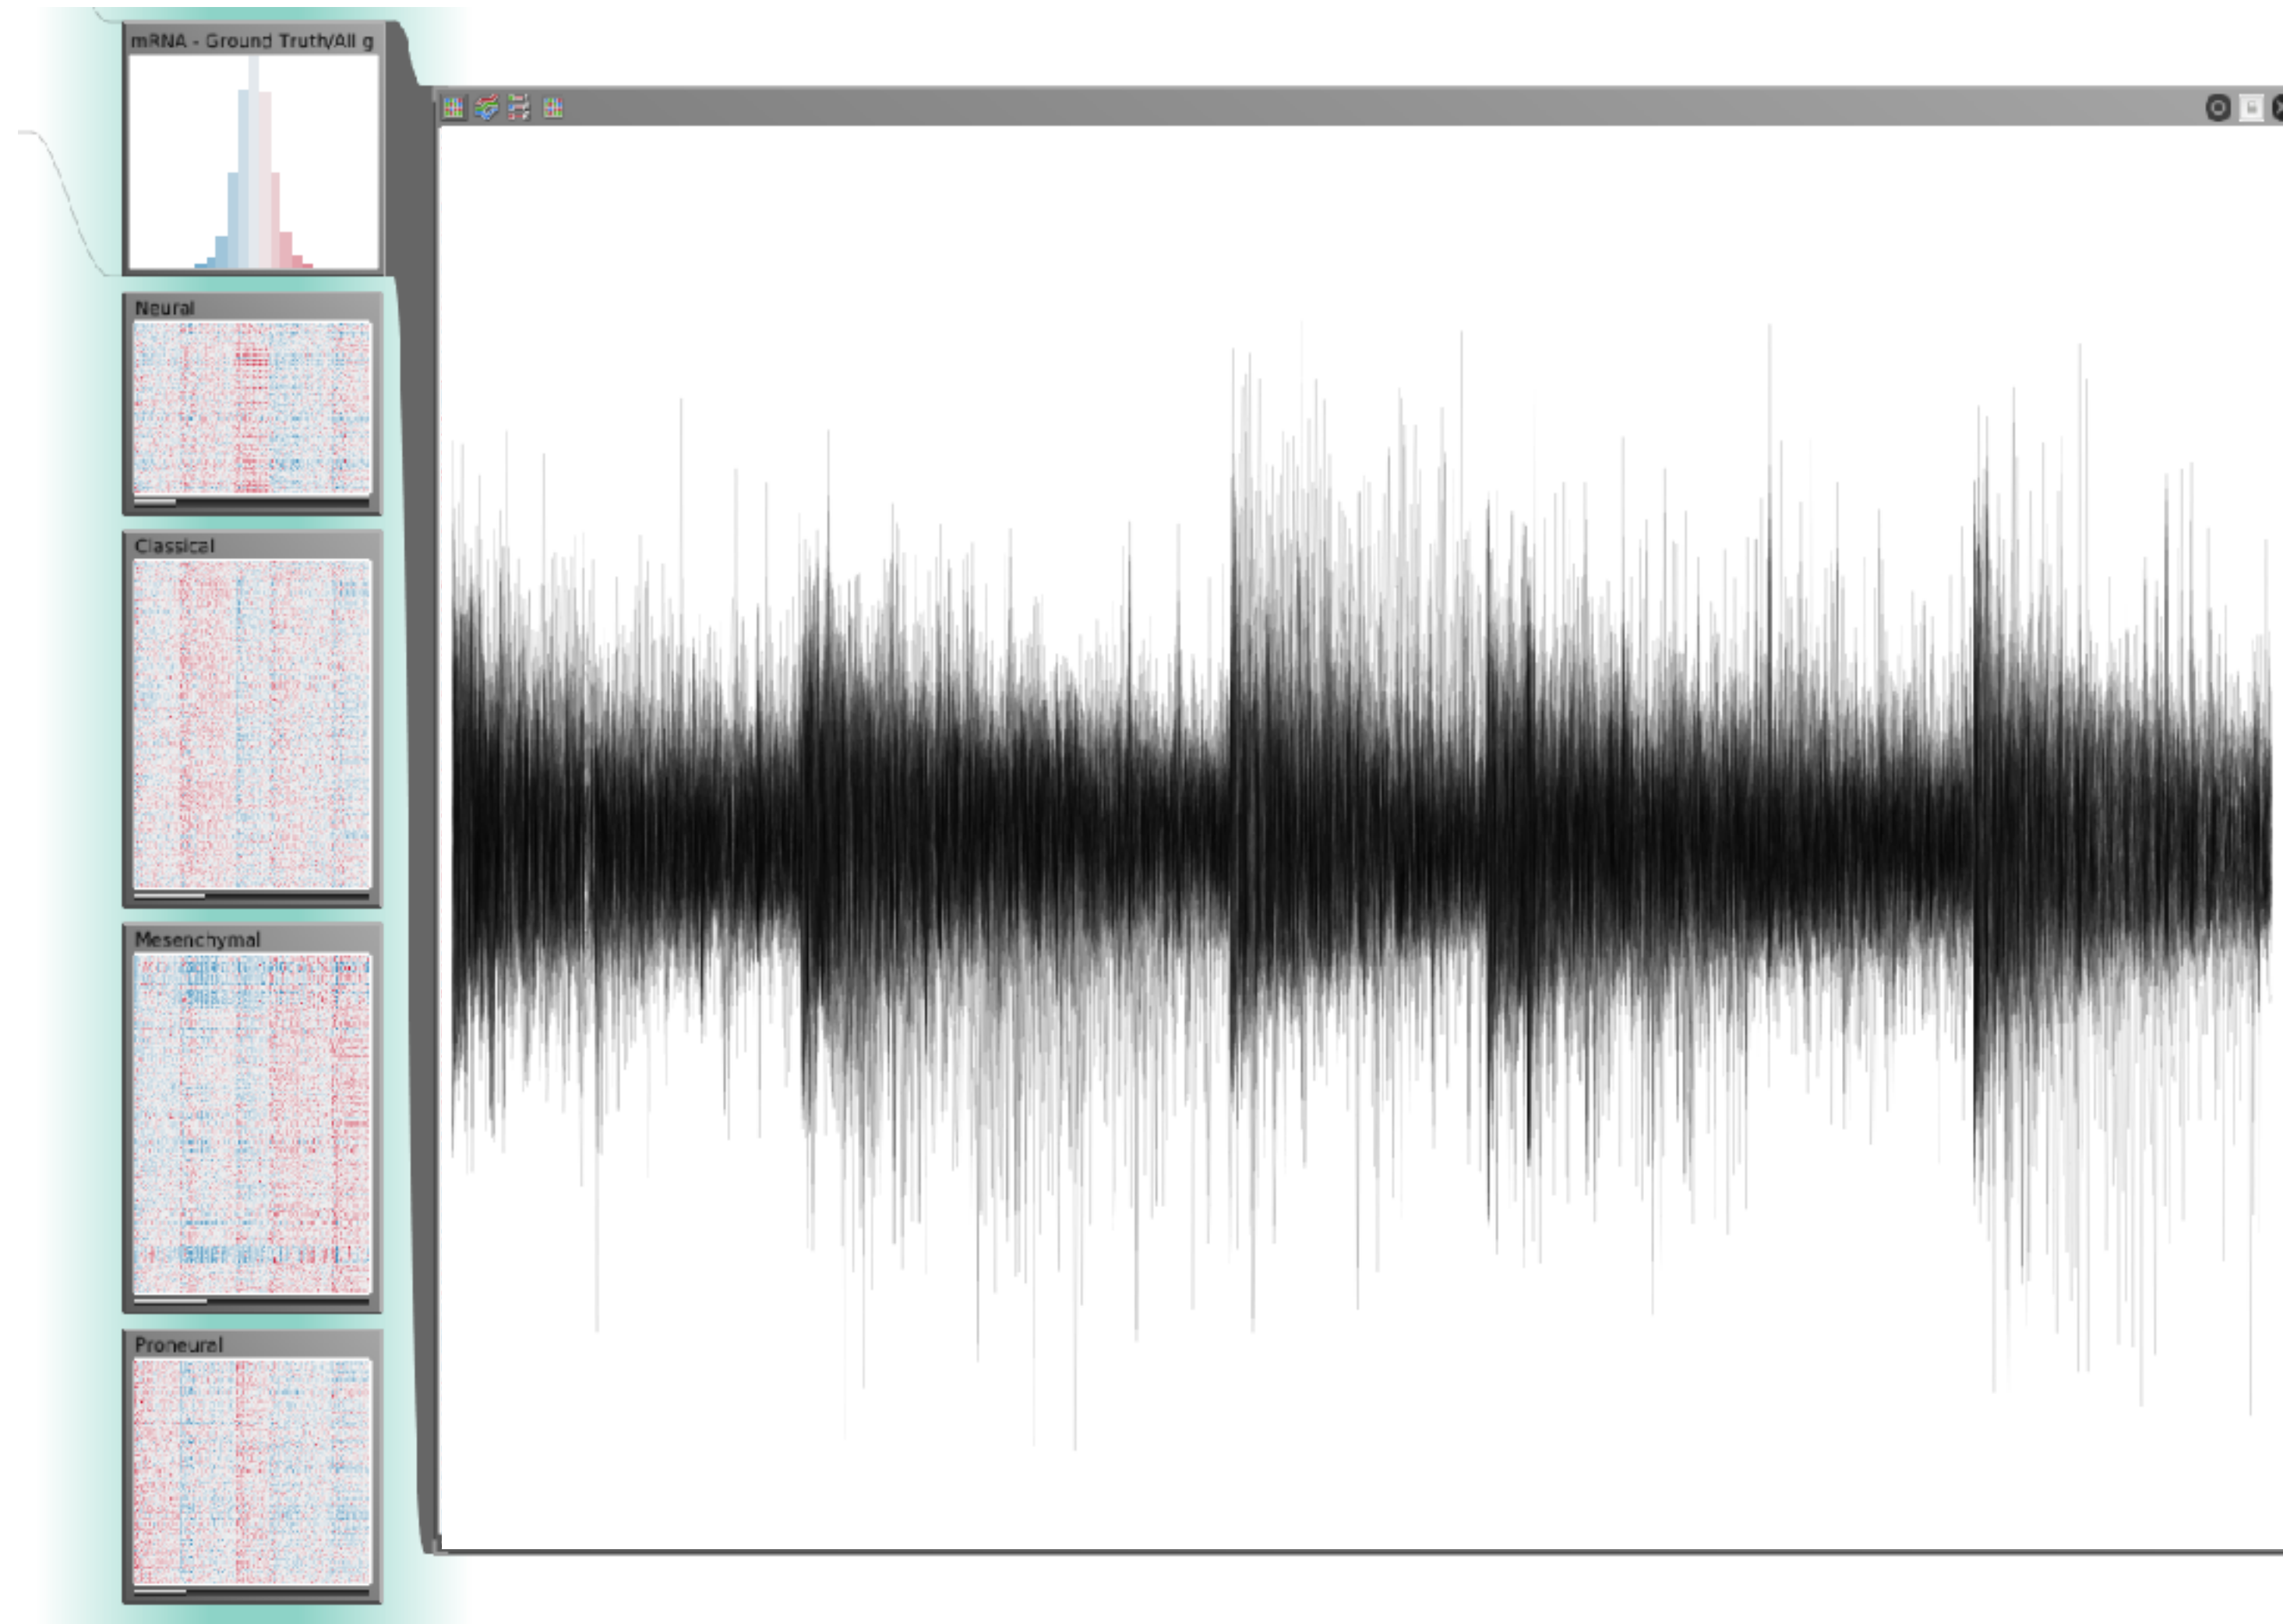 mRNA - Ground Truth/All g
Neural
Classical
Mesenchymal
Proneural